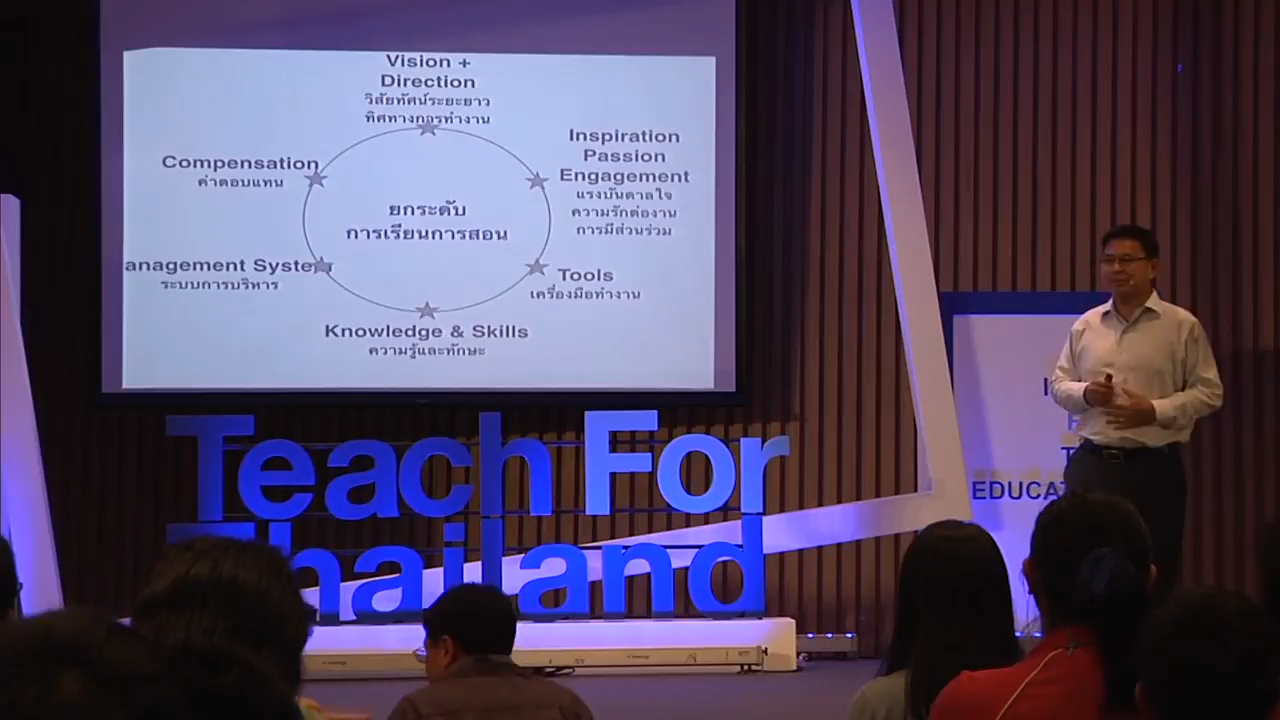 Vision +
Direction
วิสัยทัศน์ระยะยาว
ทิศทางการทำงาน
Inspiration
Passion
Engagement
แรงบันดาลใจ
ความรักต่องาน
การมีส่วนร่วม
Compensation
ค่าตอบแทน
ยกระดับ
การเรียนการสอน
anagement System
ระบบการบริหาร
Tools
เครื่องมือทำงาน
Knowledge & Skills
ความรู้และทักษะ
Teach For
Thailand
EDUCAT